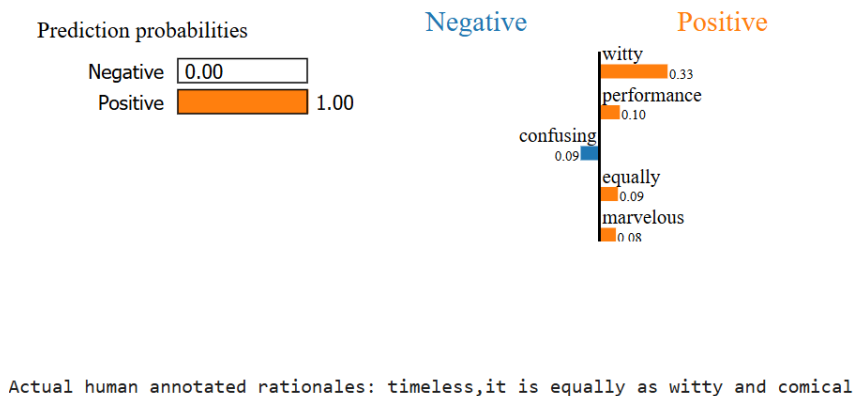 Negative Positive
Prediction probabilities
Negative 0.00
Positive 1.00
witty
0.33
performance
0.10
confusing
0.09
equally
0.09
marvelous
0.08
Actual human annotated rationales: timeless,it is equally as witty and comical